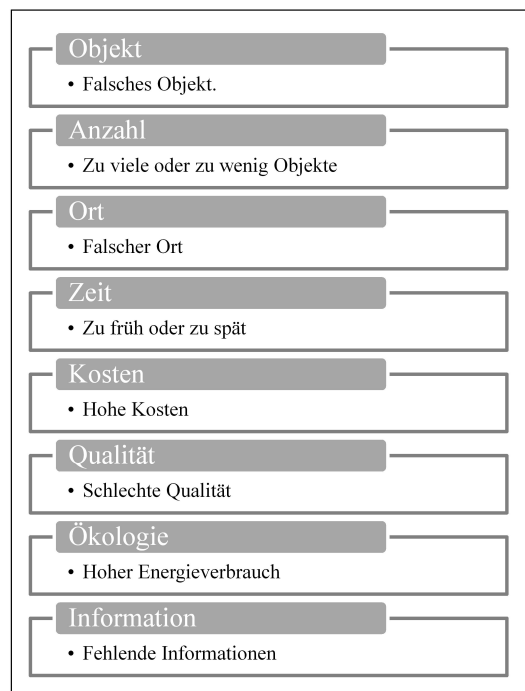 Objekt
• Falsches Objekt.
Anzahl
• Zu viele oder zu wenig Objekte
Ort
• Falscher Ort
Zeit
• Zu früh oder zu spät
Kosten
• Hohe Kosten
Qualität
• Schlechte Qualität
Ökologie
• Hoher Energieverbrauch
Information
• Fehlende Informationen